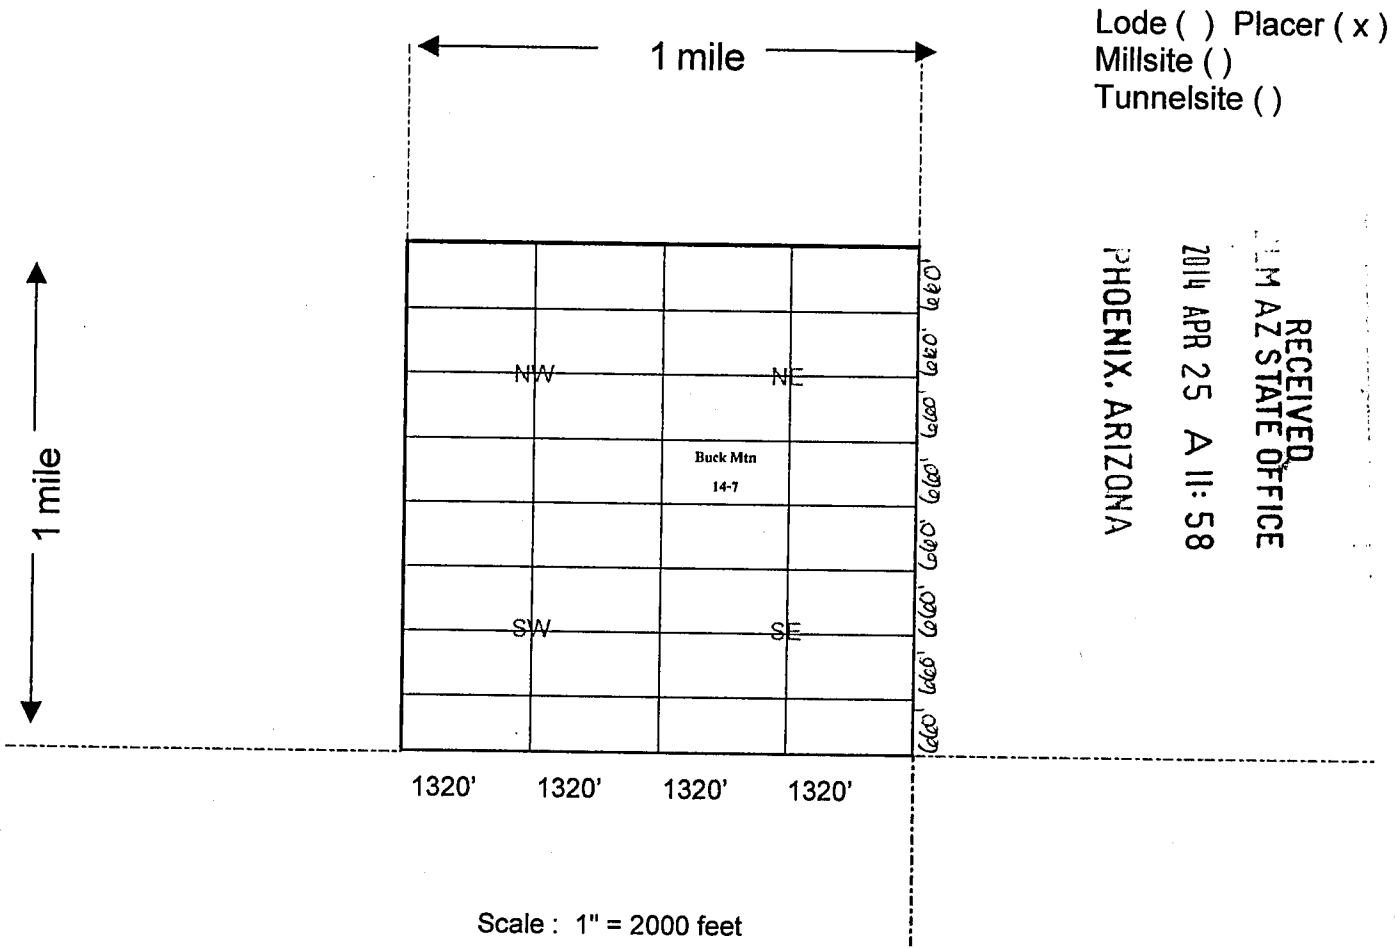 Lode ( ) Placer ( x )
Millsite ( )
Tunnelsite ( )
1 mile
1 mile
RECEIVED
AZ STATE OFFICE
2014 APR 25 A 11: 58
PHOENIX, ARIZONA
NW
NE
Buck Mtn
14-7
SW
SE
660'
660'
660'
660'
660'
660'
660'
660'
1320' 1320' 1320' 1320'
Scale : 1" = 2000 feet